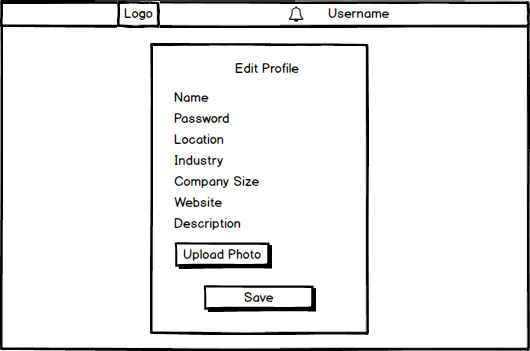 Logo
Username
Edit Profile
Name
Password
Location
Industry
Company Size
Website
Description
Upload Photo
Save